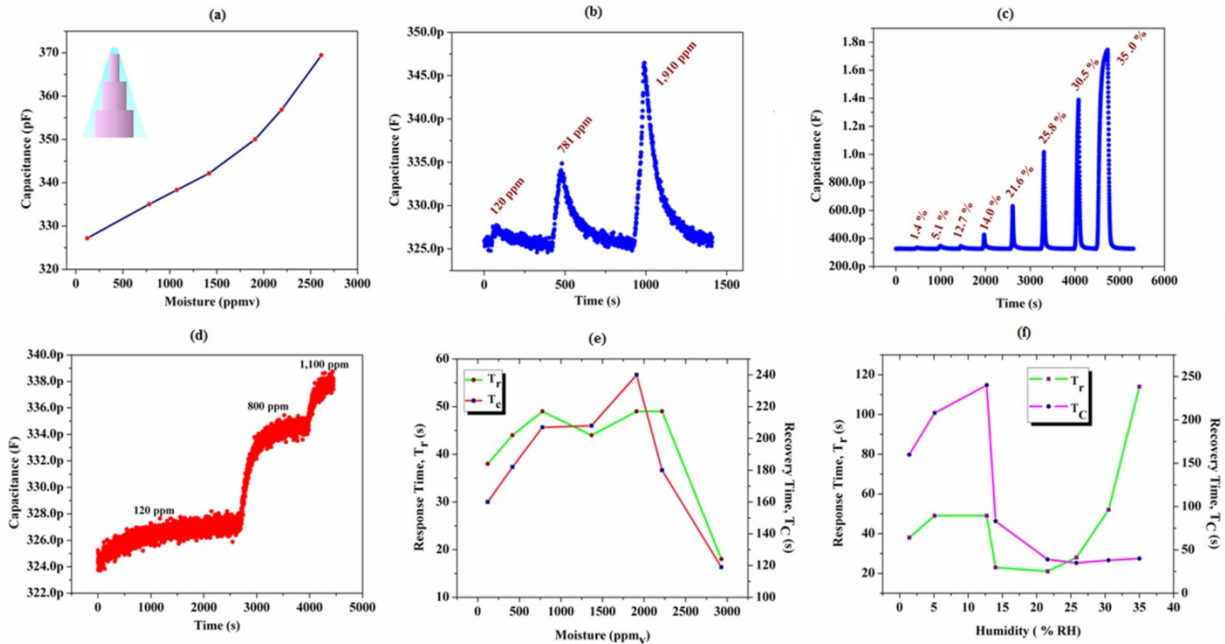 (a)
370
360
350
340
330
320
Capacitance (pF)
0 500 1000 1500 2000 2500 3000
Moisture (ppmv)
(b)
350.0p
345.0p
340.0p
335.0p
330.0p
325.0p
Capacitance (F)
120 ppm
781 ppm
1,910 ppm
0 500 1000 1500
Time (s)
(c)
1.8n
1.6n
1.4n
1.2n
1.0n
800.0p
600.0p
400.0p
200.0p
Capacitance (F)
1.4 %
5.1 %
12.7 %
14.0 %
21.6 %
25.8 %
30.5 %
35 .0 %
0 1000 2000 3000 4000 5000 6000
Time (s)
(d)
340.0p
338.0p
336.0p
334.0p
332.0p
330.0p
328.0p
326.0p
324.0p
322.0p
Capacitance (F)
120 ppm
800 ppm
1,100 ppm
0 1000 2000 3000 4000 5000
Time (s)
(e)
60
50
40
30
20
10
Response Time, Tr (s)
Tr
Tc
240
220
200
180
160
140
120
100
Recovery Time, TC (s)
0 500 1000 1500 2000 2500 3000
Moisture (ppmv)
(f)
120
100
80
60
40
20
Response Time, Tr (s)
Tr
TC
250
200
150
100
50
0
Recovery Time, TC (s)
0 5 10 15 20 25 30 35 40
Humidity ( % RH)